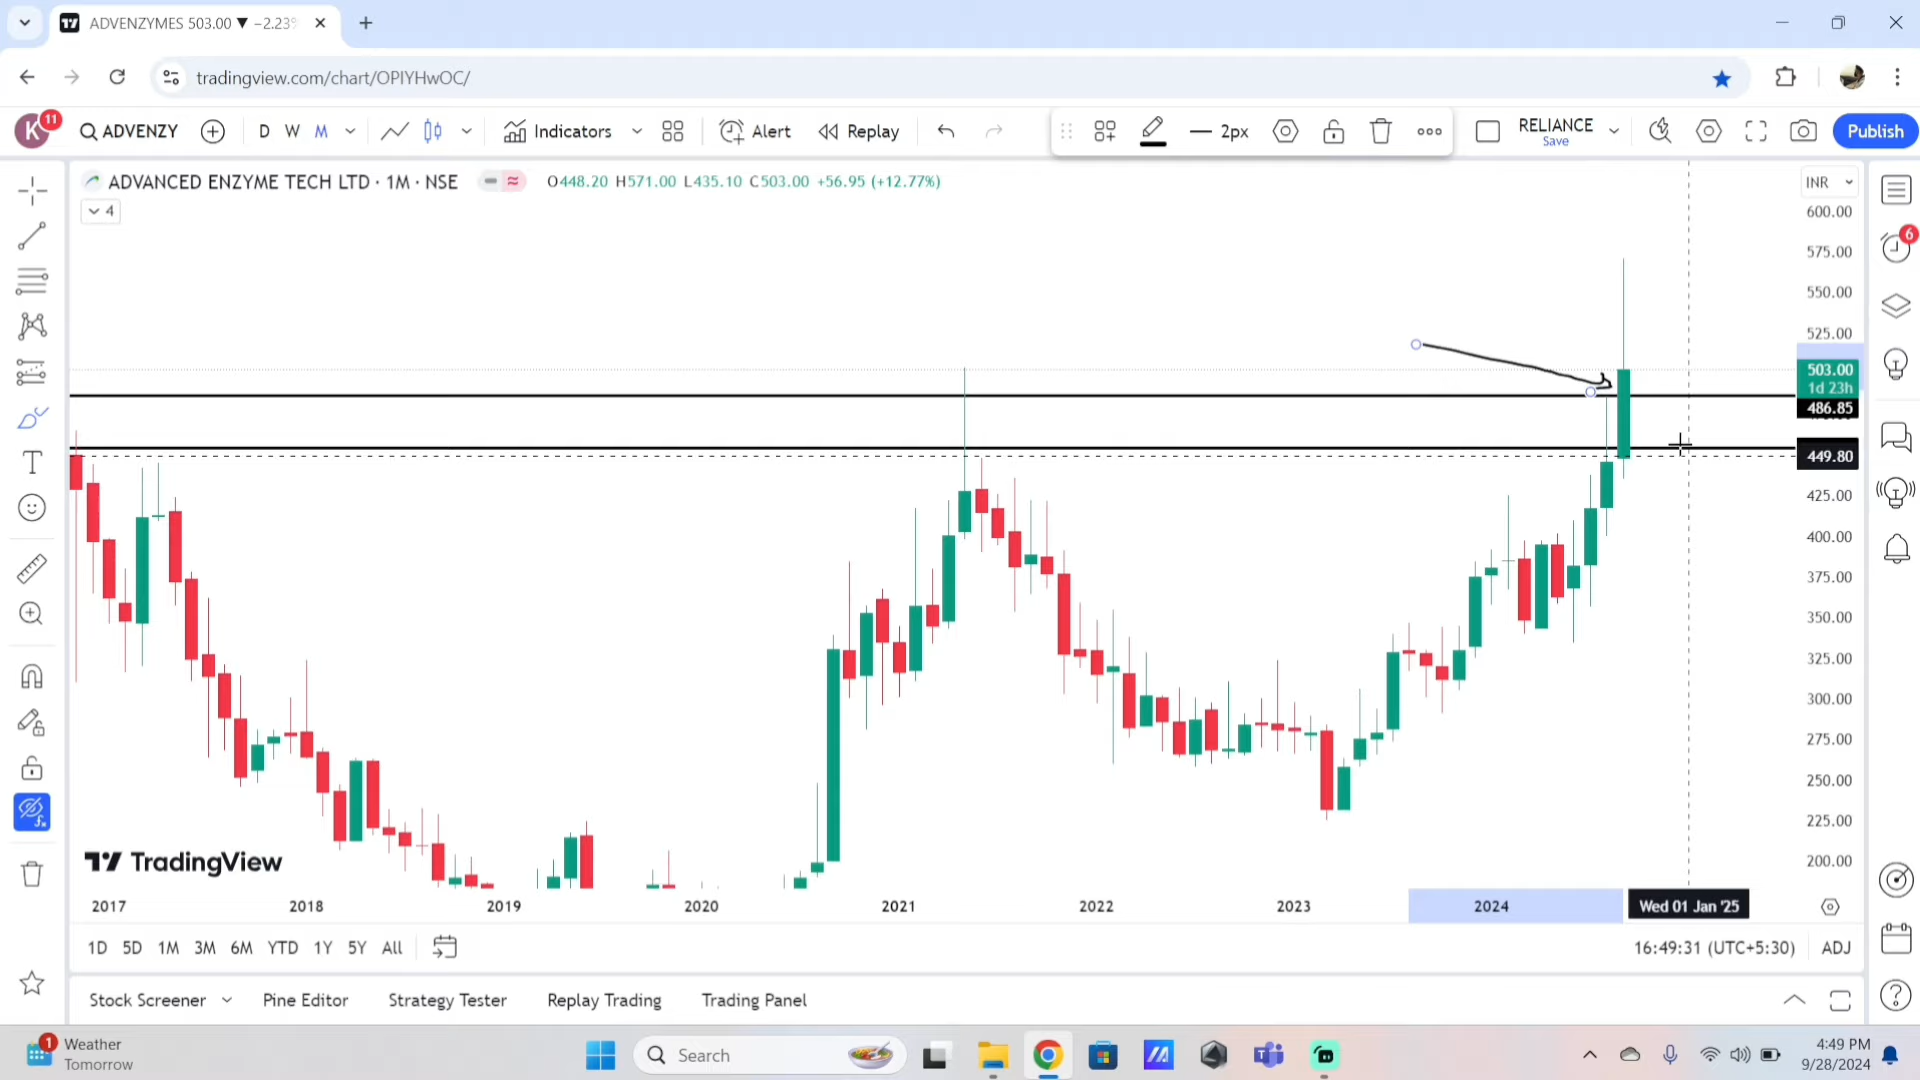 ADVENZYMES 503.00 ▼ −2.23%
tradingview.com/chart/OPIYHwOC/
K 11 ADVENZY D W M Indicators Alert Replay 2px RELIANCE Save Publish
ADVANCED ENZYME TECH LTD · 1M · NSE O448.20 H571.00 L435.10 C503.00 +56.95 (+12.77%) INR
4
600.00
6
575.00
550.00
525.00
503.00
1d 23h
486.85
449.80
425.00
400.00
375.00
350.00
325.00
300.00
275.00
250.00
225.00
200.00
TradingView
2017 2018 2019 2020 2021 2022 2023 2024 Wed 01 Jan '25
1D 5D 1M 3M 6M YTD 1Y 5Y All 16:49:31 (UTC+5:30) ADJ
Stock Screener Pine Editor Strategy Tester Replay Trading Trading Panel
1 Weather
Tomorrow
Search
4:49 PM
9/28/2024